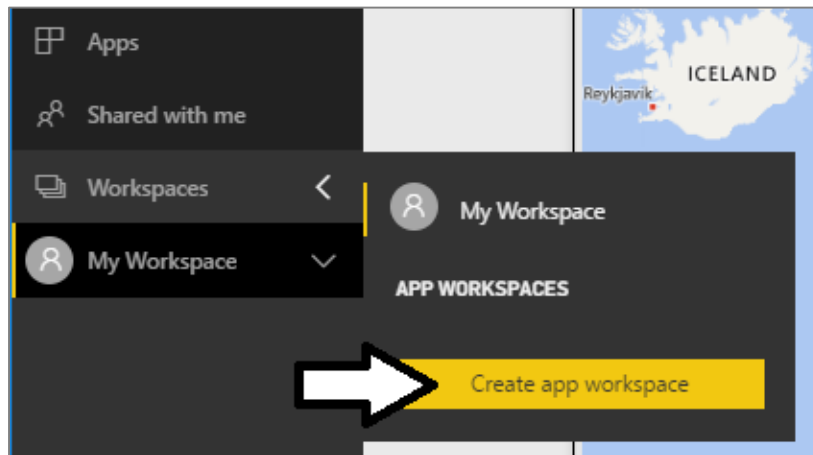 Apps
Shared with me
Workspaces
My Workspace
My Workspace
APP WORKSPACES
Create app workspace
ICELAND
Reykjavik